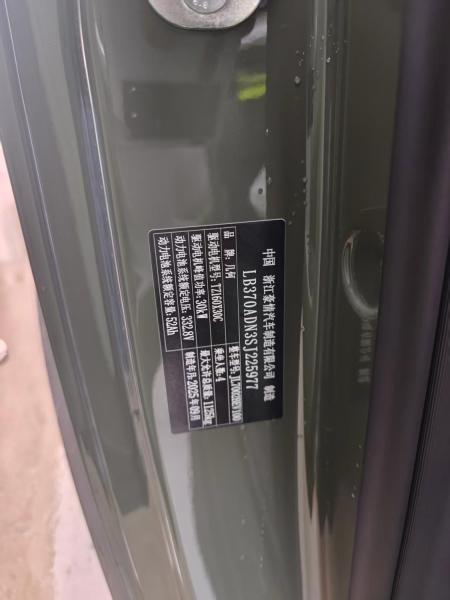 中国 浙江豪情汽车制造有限公司 制造
LB370ADN3SJ225977
品 牌: 几何
驱动电机型号: TZ160X30C 乘坐人数: 4
驱动电机峰值功率: 30kW
动力电池系统额定电压: 332.8V 最大允许总质量: 1125kg
动力电池系统额定容量: 52Ah 制造年月: 2025年09月
整车型号: